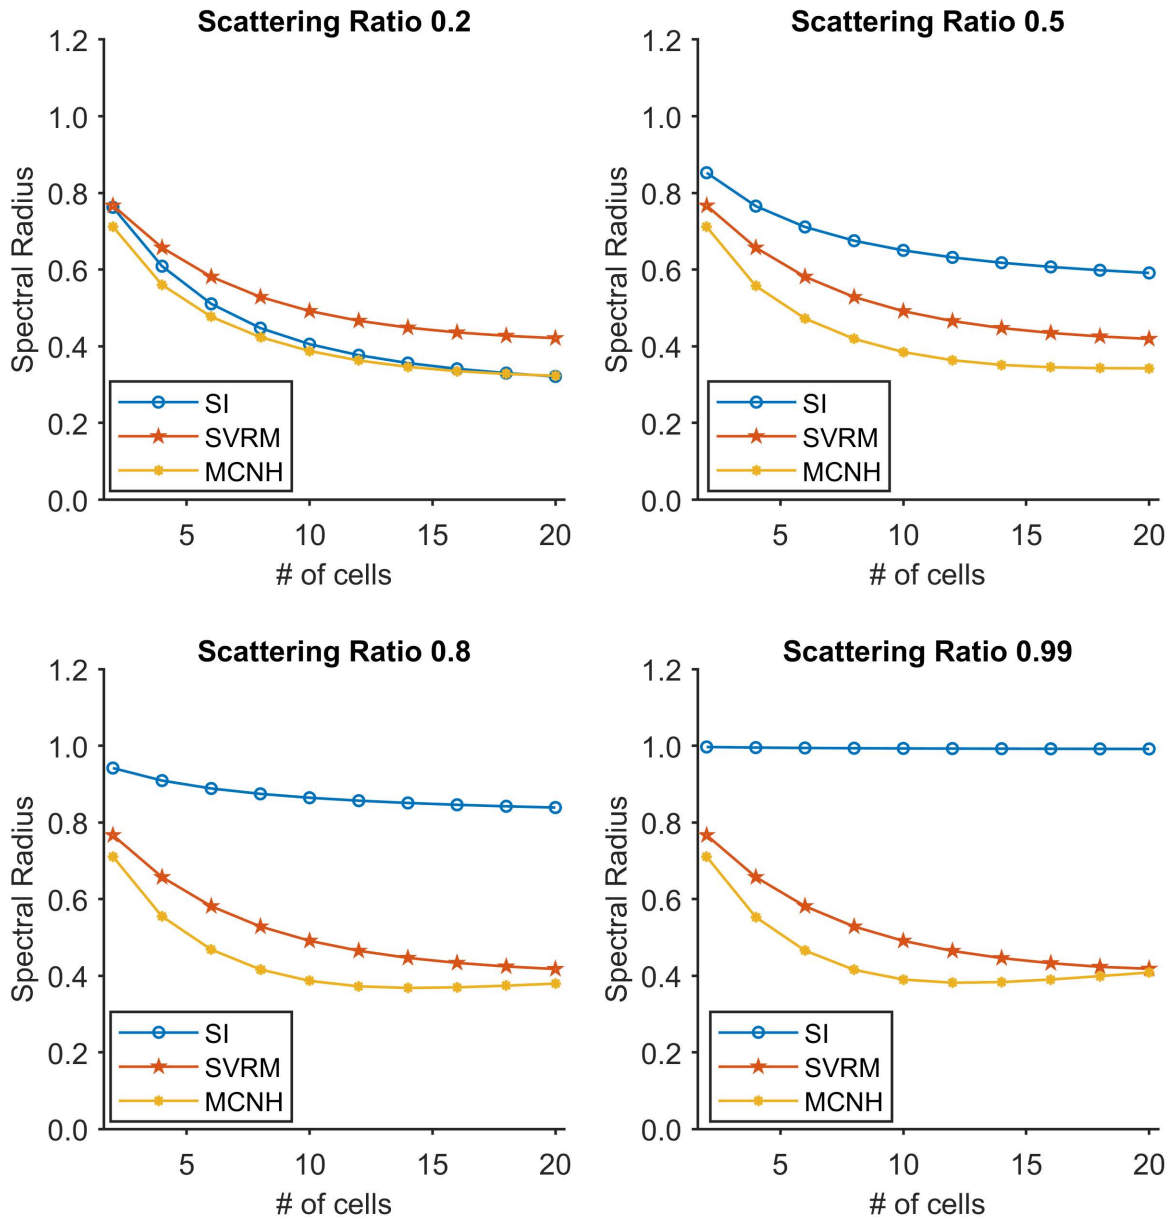 Scattering Ratio 0.2
1.2
1.0
0.8
0.6
0.4
0.2
0.0
Spectral Radius
SI
SVRM
MCNH
5 10 15 20
# of cells
Scattering Ratio 0.5
1.2
1.0
0.8
0.6
0.4
0.2
0.0
Spectral Radius
SI
SVRM
MCNH
5 10 15 20
# of cells
Scattering Ratio 0.8
1.2
1.0
0.8
0.6
0.4
0.2
0.0
Spectral Radius
SI
SVRM
MCNH
5 10 15 20
# of cells
Scattering Ratio 0.99
1.2
1.0
0.8
0.6
0.4
0.2
0.0
Spectral Radius
SI
SVRM
MCNH
5 10 15 20
# of cells